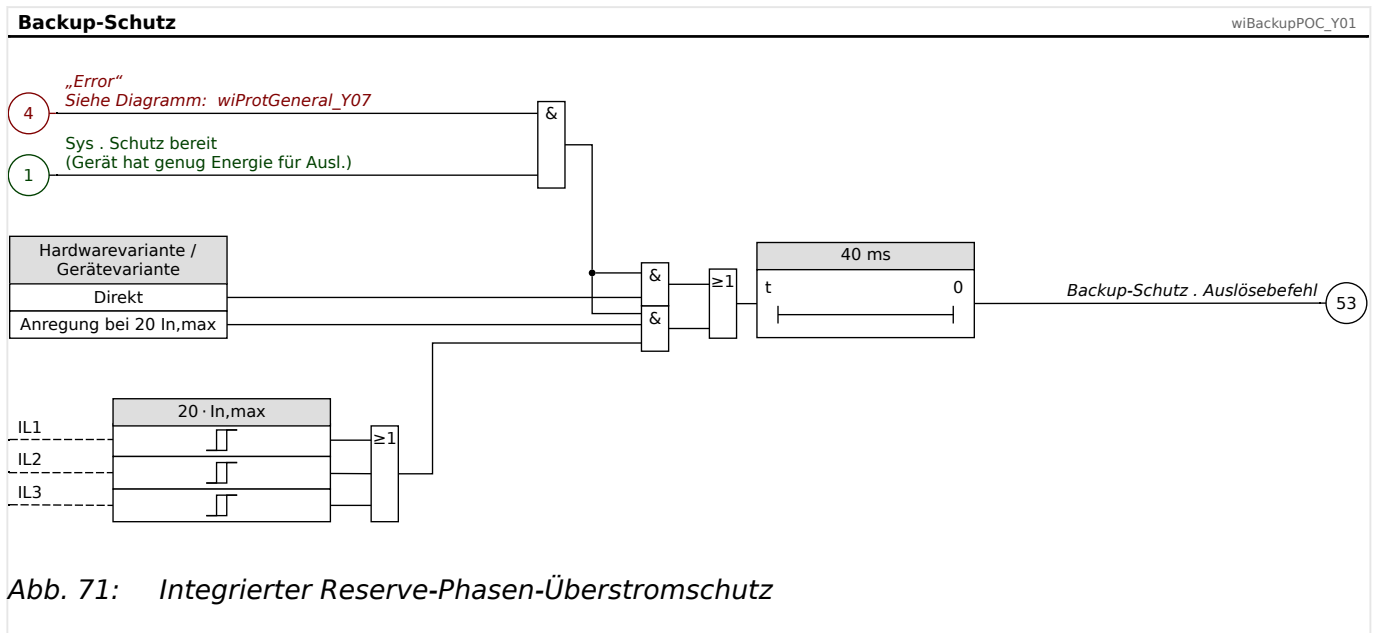 Backup-Schutz
wiBackupPOC_Y01
„Error“
Siehe Diagramm: wiProtGeneral_Y07
4
&
Sys . Schutz bereit
(Gerät hat genug Energie für Ausl.)
1
Hardwarevariante /
Gerätevariante
Direkt
Anregung bei 20 In,max
&
&
≥1
40 ms
t
0
Backup-Schutz . Auslösebefehl
53
20 · In,max
IL1
IL2
IL3
≥1
Abb. 71: Integrierter Reserve-Phasen-Überstromschutz